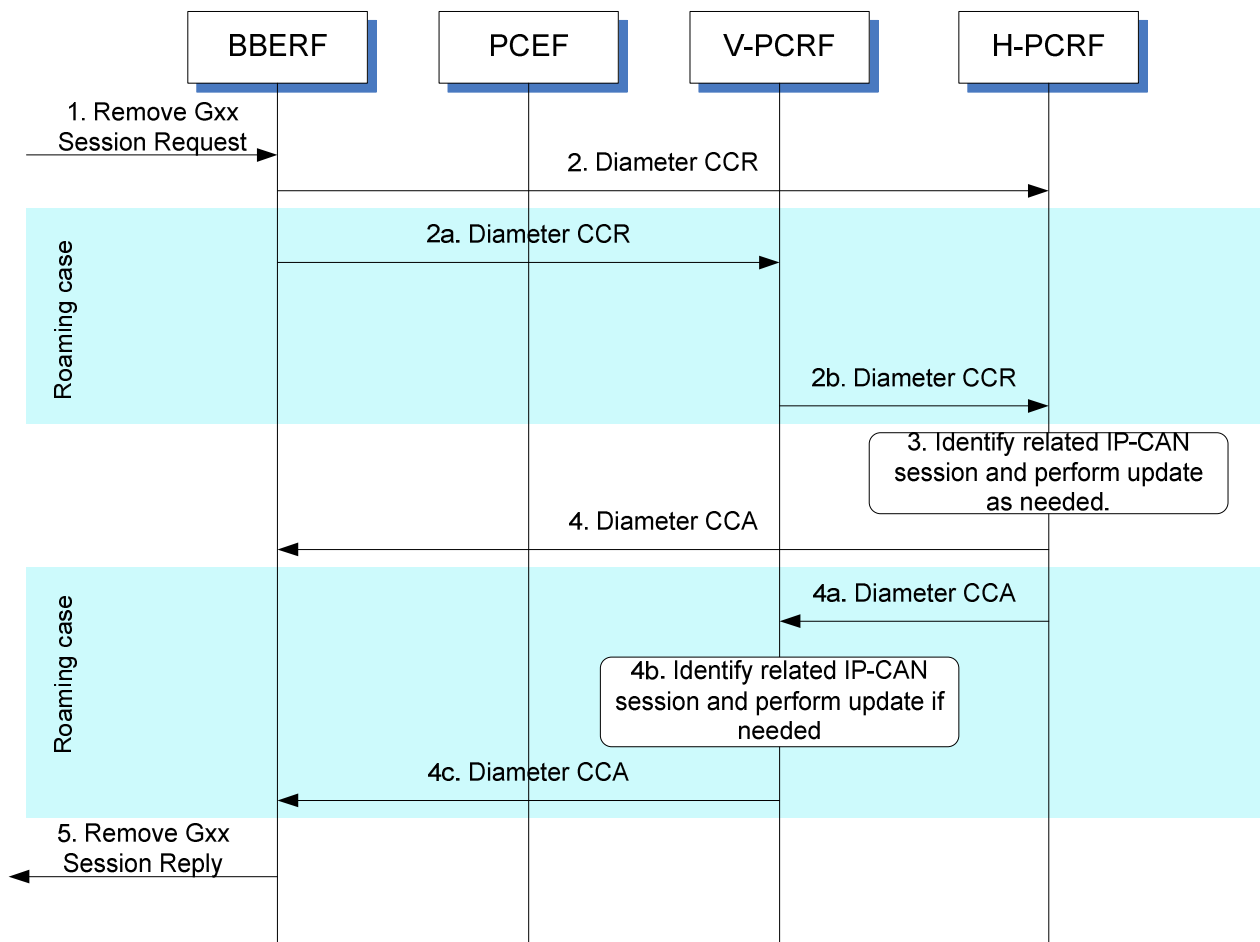 BBERF
PCEF
V-PCRF
H-PCRF
1. Remove Gxx
Session Request
2. Diameter CCR
Roaming case
2a. Diameter CCR
2b. Diameter CCR
3. Identify related IP-CAN
session and perform update
as needed.
4. Diameter CCA
Roaming case
4a. Diameter CCA
4b. Identify related IP-CAN
session and perform update if
needed
4c. Diameter CCA
5. Remove Gxx
Session Reply